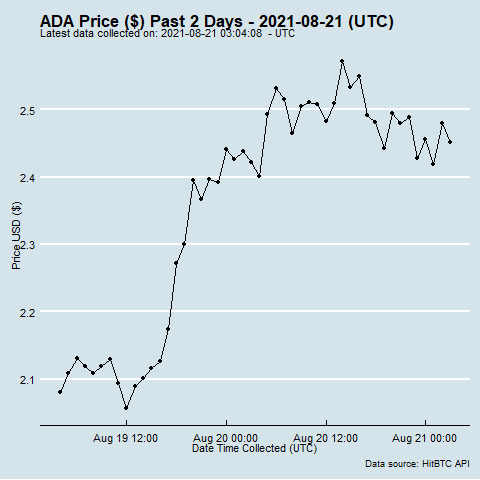 ADA Price ($) Past 2 Days - 2021-08-21 (UTC)
Latest data collected on: 2021-08-21 03:04:08  - UTC
Price USD ($)
2.5
2.4
2.3
2.2
2.1
Aug 19 12:00
Aug 20 00:00
Aug 20 12:00
Aug 21 00:00
Date Time Collected (UTC)
Data source: HitBTC API